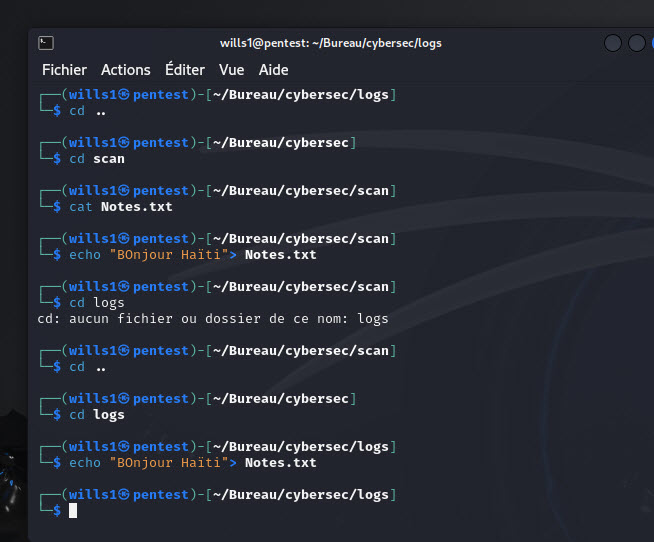 wills1@pentest: ~/Bureau/cybersec/logs
Fichier Actions Éditer Vue Aide
┌──(wills1㉿pentest)-[~/Bureau/cybersec/logs]
└─$ cd ..
┌──(wills1㉿pentest)-[~/Bureau/cybersec]
└─$ cd scan
┌──(wills1㉿pentest)-[~/Bureau/cybersec/scan]
└─$ cat Notes.txt
┌──(wills1㉿pentest)-[~/Bureau/cybersec/scan]
└─$ echo "BOnjour Haïti"> Notes.txt
┌──(wills1㉿pentest)-[~/Bureau/cybersec/scan]
└─$ cd logs
cd: aucun fichier ou dossier de ce nom: logs
┌──(wills1㉿pentest)-[~/Bureau/cybersec/scan]
└─$ cd ..
┌──(wills1㉿pentest)-[~/Bureau/cybersec]
└─$ cd logs
┌──(wills1㉿pentest)-[~/Bureau/cybersec/logs]
└─$ echo "BOnjour Haïti"> Notes.txt
┌──(wills1㉿pentest)-[~/Bureau/cybersec/logs]
└─$